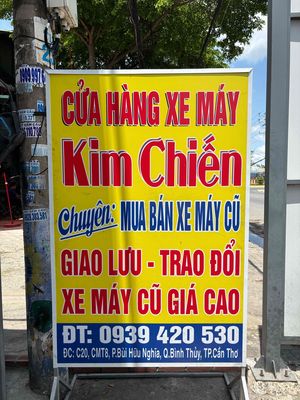 CỬA HÀNG XE MÁY
Kim Chiến
Chuyên: MUA BÁN XE MÁY CŨ
GIAO LƯU - TRAO ĐỔI
XE MÁY CŨ GIÁ CAO
ĐT: 0939 420 530
ĐC: C20, CMT8, P.Bùi Hữu Nghĩa, Q.Bình Thủy, TP.Cần Thơ